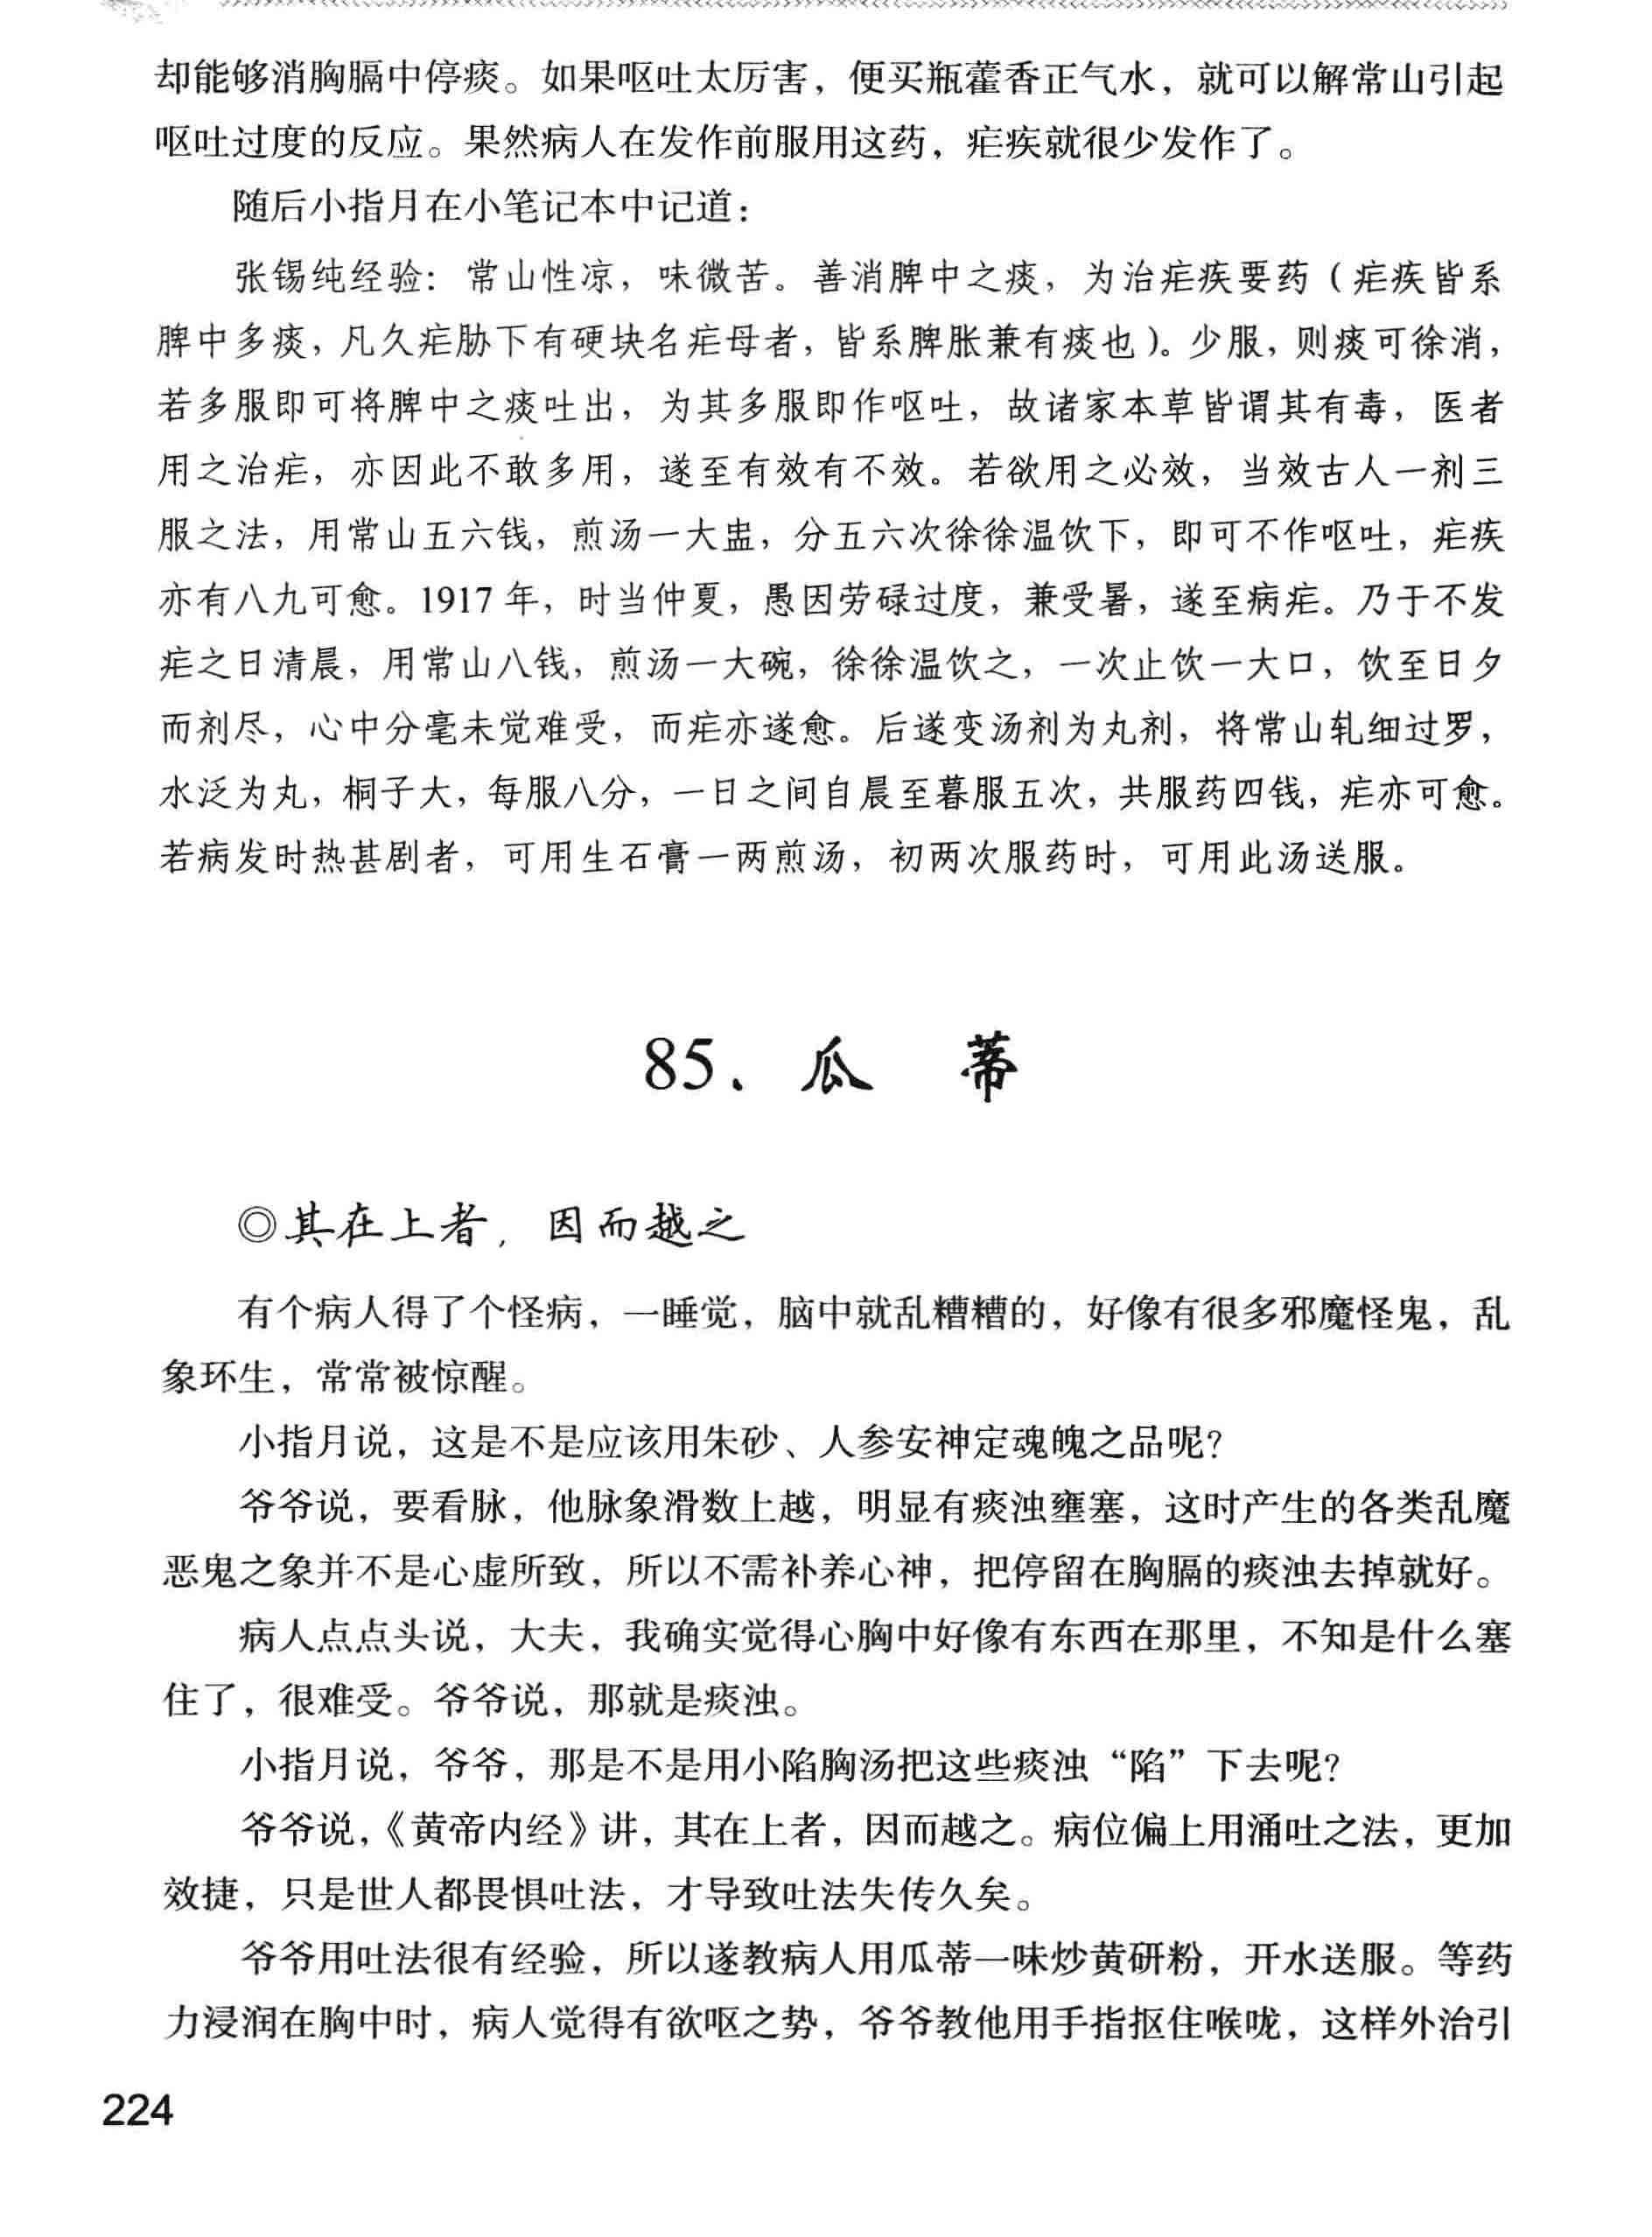 却能够消胸膈中停痰。如果呕吐太厉害，便买瓶藿香正气水，就可以解常山引起
呕吐过度的反应。果然病人在发作前服用这药，疟疾就很少发作了。
随后小指月在小笔记本中记道：
张锡纯经验：常山性凉，味微苦。善消脾中之痰，为治疟疾要药（疟疾皆系
脾中多痰，凡久疟胁下有硬块名疟母者，皆系脾胀兼有痰也）。少服，则痰可徐消，
若多服即可将脾中之痰吐出，为其多服即作呕吐，故诸家本草皆谓其有毒，医者
用之治疟，亦因此不敢多用，遂至有效有不效。若欲用之必效，当效古人一剂三
服之法，用常山五六钱，煎汤一大盅，分五六次徐徐温饮下，即可不作呕吐，疟疾
亦有八九可愈。1917年，时当仲夏，愚因劳碌过度，兼受暑，遂至病疟。乃于不发
疟之日清晨，用常山八钱，煎汤一大碗，徐徐温饮之，一次止饮一大口，饮至日夕
而剂尽，心中分毫未觉难受，而疟亦遂愈。后遂变汤剂为丸剂，将常山轧细过罗，
水泛为丸，桐子大，每服八分，一日之间自晨至暮服五次，共服药四钱，疟亦可愈。
若病发时热甚剧者，可用生石膏一两煎汤，初两次服药时，可用此汤送服。
85、瓜 蒂
◎其在上者，因而越之
有个病人得了个怪病，一睡觉，脑中就乱糟糟的，好像有很多邪魔怪鬼，乱
象环生，常常被惊醒。
小指月说，这是不是应该用朱砂、人参安神定魂魄之品呢？
爷爷说，要看脉，他脉象滑数上越，明显有痰浊壅塞，这时产生的各类乱魔
恶鬼之象并不是心虚所致，所以不需补养心神，把停留在胸膈的痰浊去掉就好。
病人点点头说，大夫，我确实觉得心胸中好像有东西在那里，不知是什么塞
住了，很难受。爷爷说，那就是痰浊。
小指月说，爷爷，那是不是用小陷胸汤把这些痰浊“陷”下去呢？
爷爷说，《黄帝内经》讲，其在上者，因而越之。病位偏上用涌吐之法，更加
效捷，只是世人都畏惧吐法，才导致吐法失传久矣。
爷爷用吐法很有经验，所以遂教病人用瓜蒂一味炒黄研粉，开水送服。等药
力浸润在胸中时，病人觉得有欲呕之势，爷爷教他用手指抠住喉咙，这样外治引
224